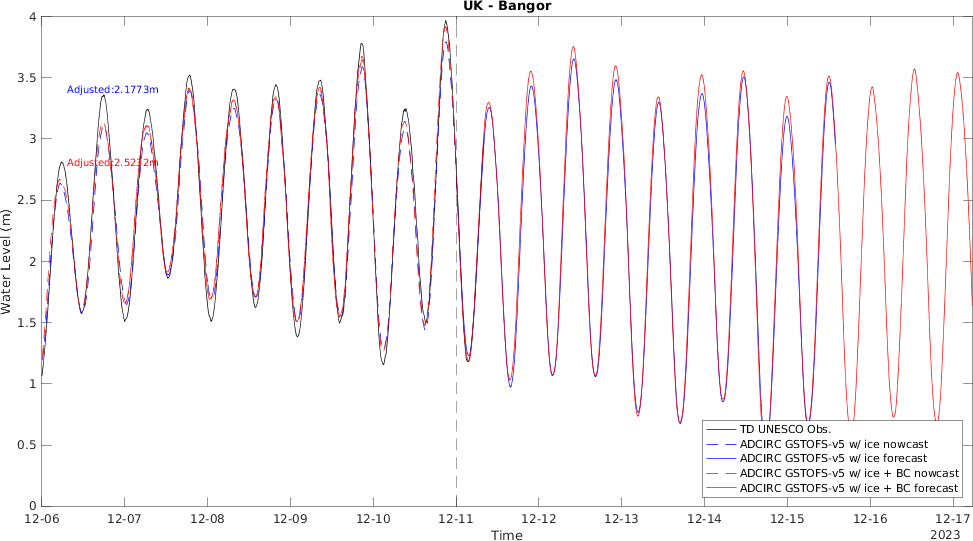 UK - Bangor
4
3.5
3
2.5
2
1.5
1
0.5
0
Water Level (m)
Adjusted:2.1773m
Adjusted:2.5232m
TD UNESCO Obs.
ADCIRC GSTOFS-v5 w/ ice nowcast
ADCIRC GSTOFS-v5 w/ ice forecast
ADCIRC GSTOFS-v5 w/ ice + BC nowcast
ADCIRC GSTOFS-v5 w/ ice + BC forecast
12-06 12-07 12-08 12-09 12-10 12-11 12-12 12-13 12-14 12-15 12-16 12-17
Time
2023